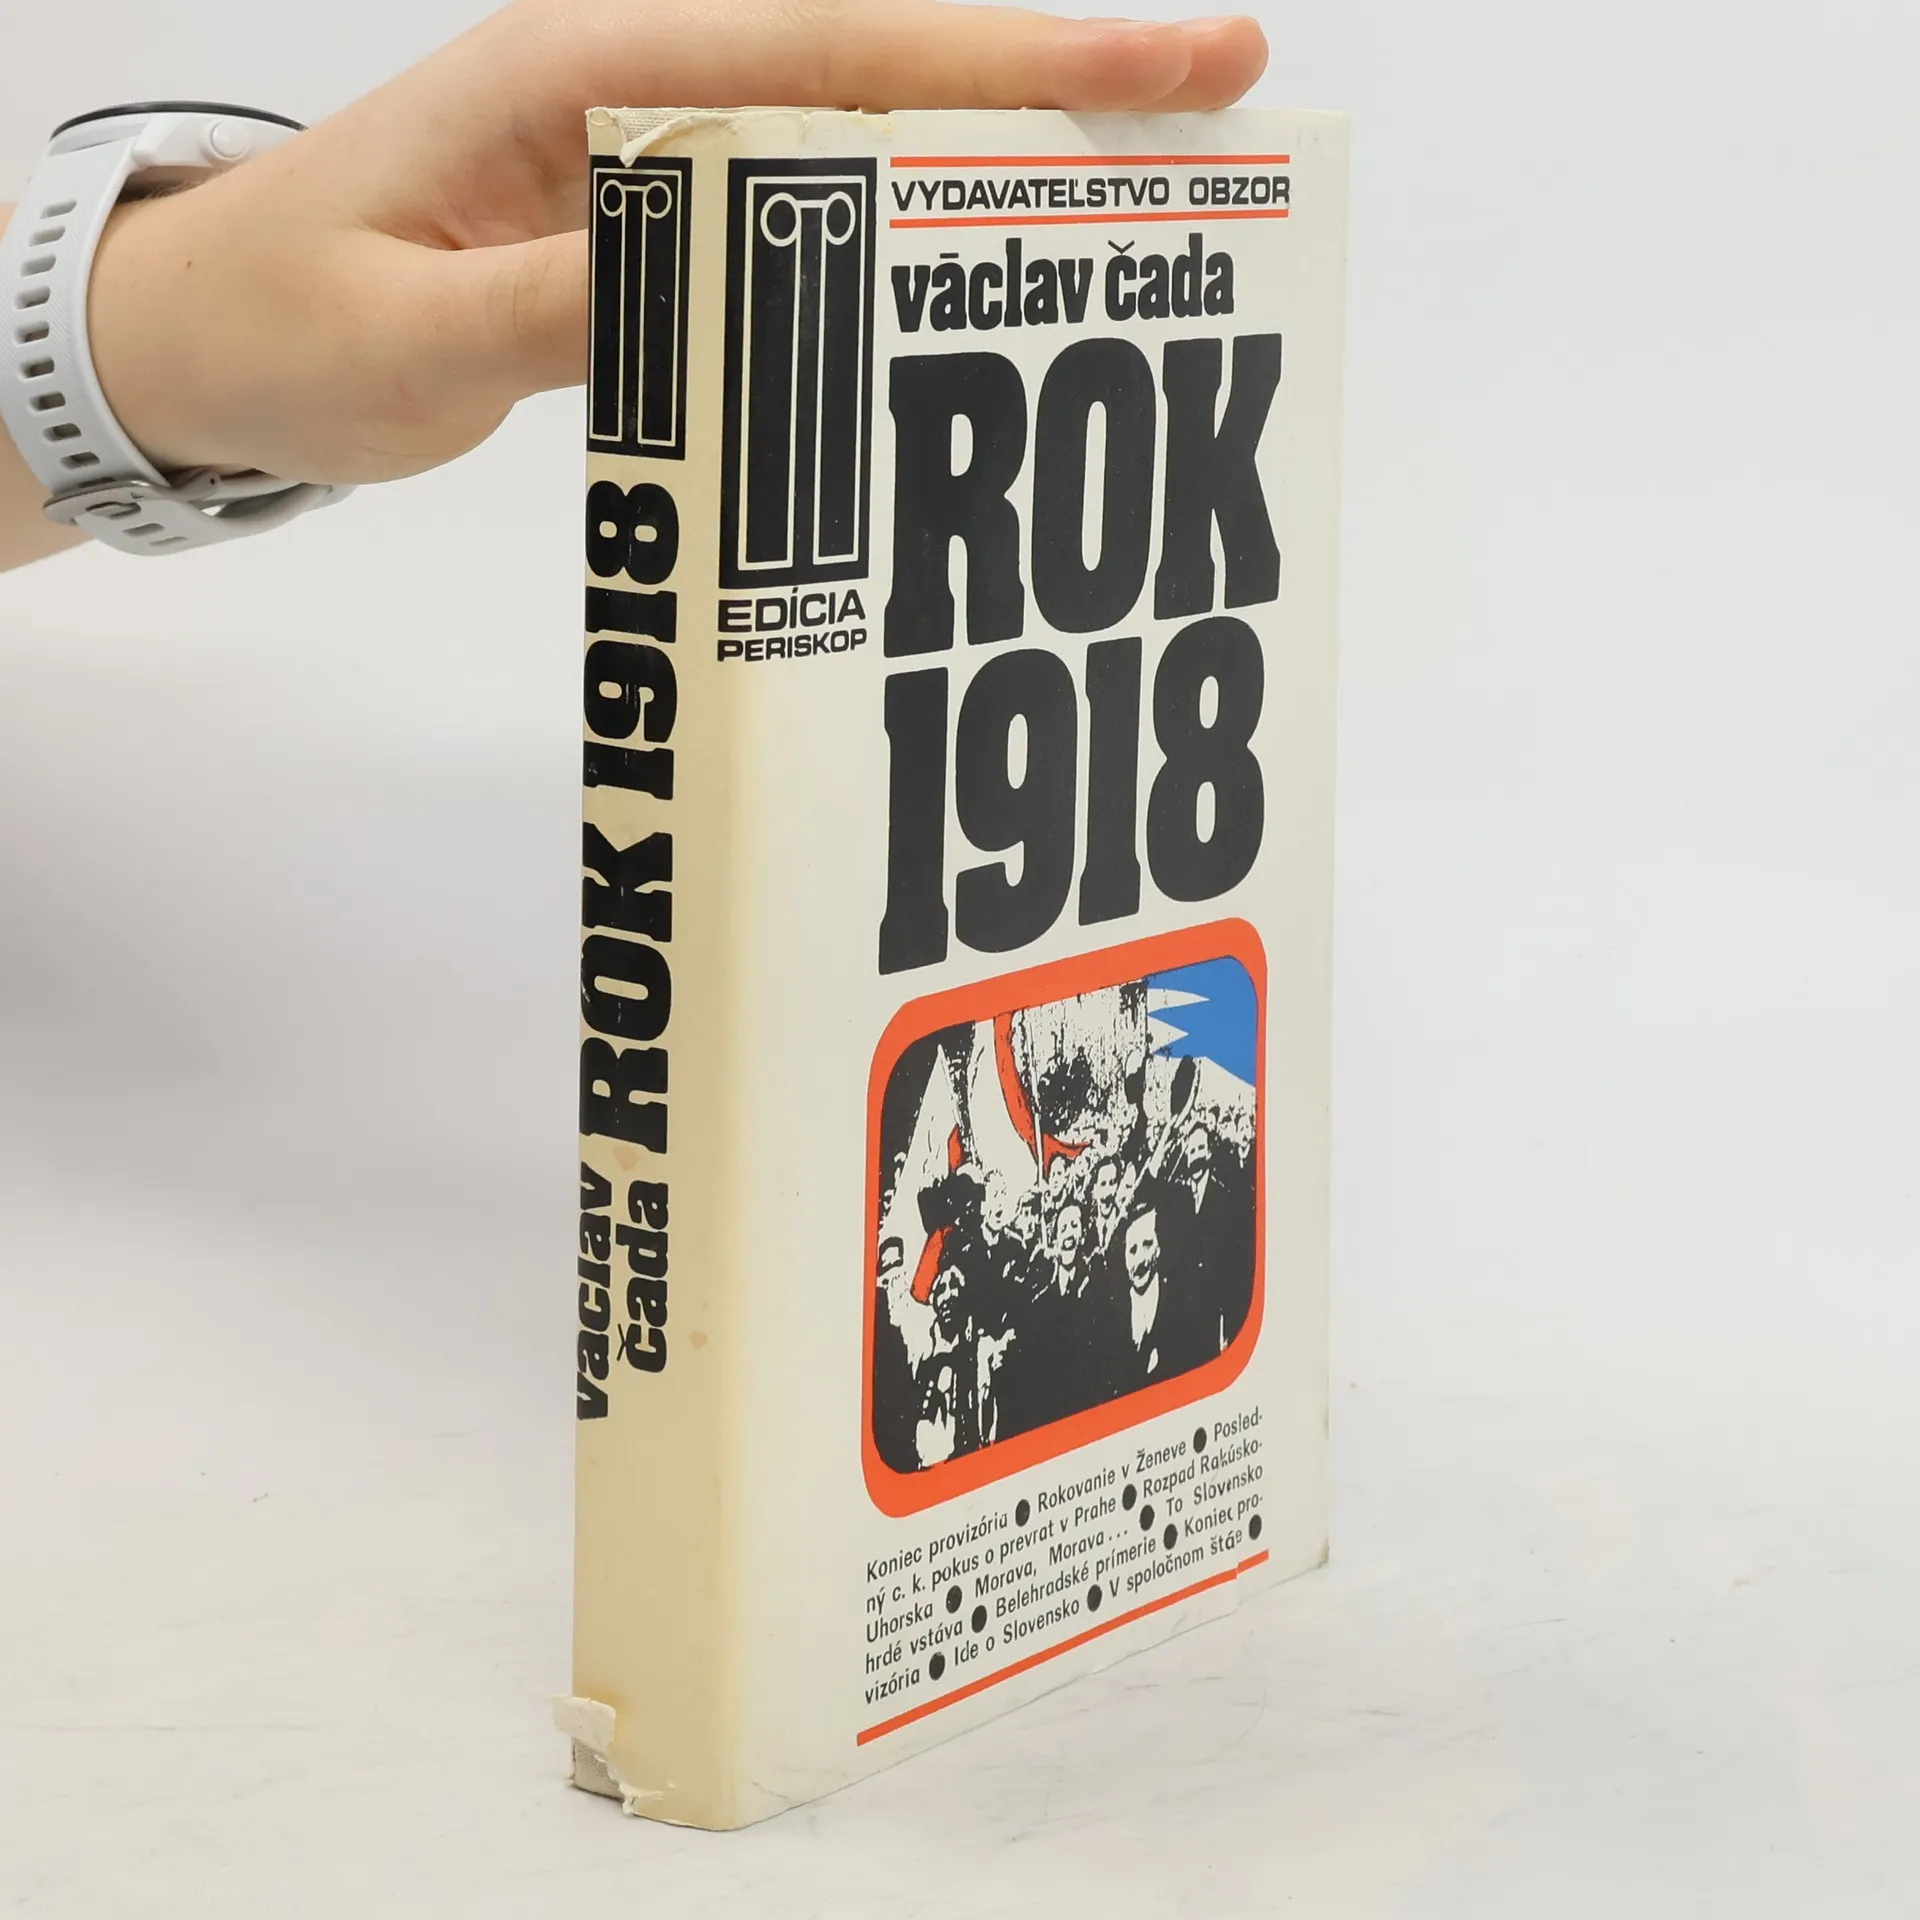 VYDAVATEĽSTVO OBZOR
václav čada
ROK
1918
EDÍCIA
PERISKOP
Koniec provizória ● Rokovanie v Ženeve ● Posled-
ný c. k. pokus o prevrat v Prahe ● Rozpad Rakúsko-
Uhorska ● Morava, Morava... ● To Slovensko
hrdé vstáva ● Belehradské prímerie ● Koniec pro-
vizória ● Ide o Slovensko ● V spoločnom štáte ●
václav
čada
ROK 1918